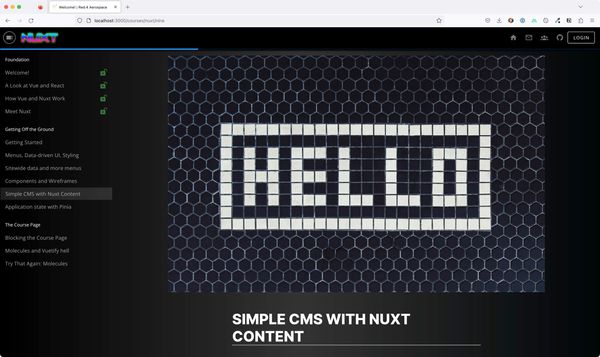 Welcome! | Red:4 Aerospace
localhost:3000/courses/nuxt/nine
NUXT
LOGIN
Foundation
Welcome!
A Look at Vue and React
How Vue and Nuxt Work
Meet Nuxt
Getting Off the Ground
Getting Started
Menus, Data-driven UI, Styling
Sitewide data and more menus
Components and Wireframes
Simple CMS with Nuxt Content
Application state with Pinia
The Course Page
Blocking the Course Page
Molecules and Vuetify hell
Try That Again: Molecules
HELLO
SIMPLE CMS WITH NUXT
CONTENT